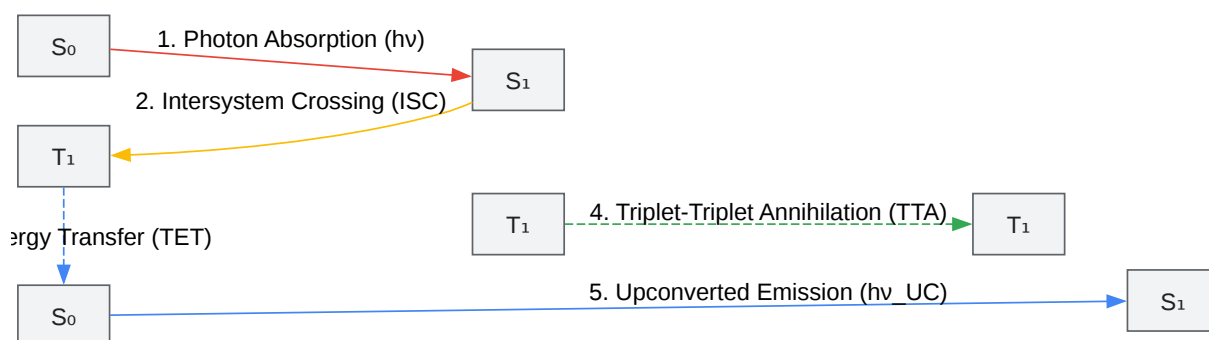 S₀
1. Photon Absorption (hν)
S₁
2. Intersystem Crossing (ISC)
T₁
T₁
4. Triplet-Triplet Annihilation (TTA)
T₁
Transfer (TET)
S₀
5. Upconverted Emission (hν_UC)
S₁